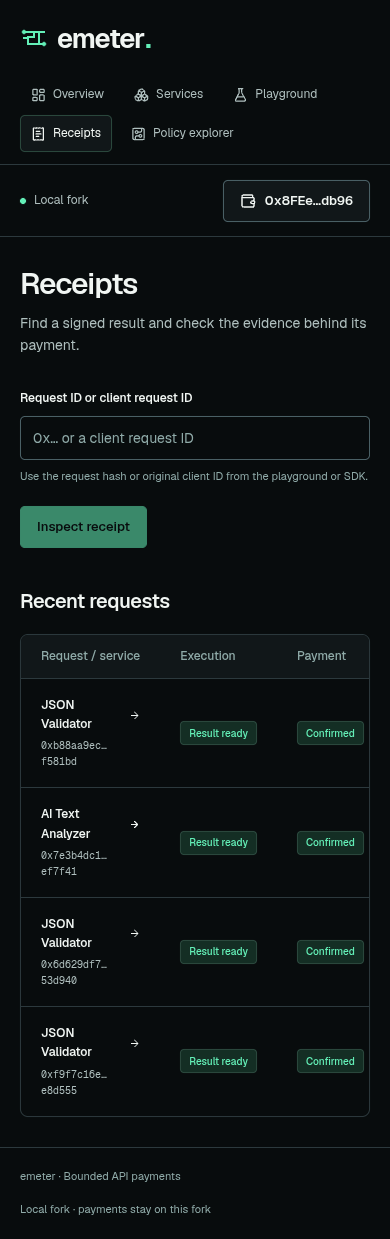 emeter.
Overview
Services
Playground
Receipts
Policy explorer
Local fork
0x8FEe…db96
Receipts
Find a signed result and check the evidence behind its
payment.
Request ID or client request ID
0x… or a client request ID
Use the request hash or original client ID from the playground or SDK.
Inspect receipt
Recent requests
Request / service Execution Payment
JSON
Validator
→
0xb88aa9ec…
f581bd
Result ready
Confirmed
AI Text
Analyzer
→
0x7e3b4dc1…
ef7f41
Result ready
Confirmed
JSON
Validator
→
0x6d629df7…
53d940
Result ready
Confirmed
JSON
Validator
→
0xf9f7c16e…
e8d555
Result ready
Confirmed
emeter · Bounded API payments
Local fork · payments stay on this fork